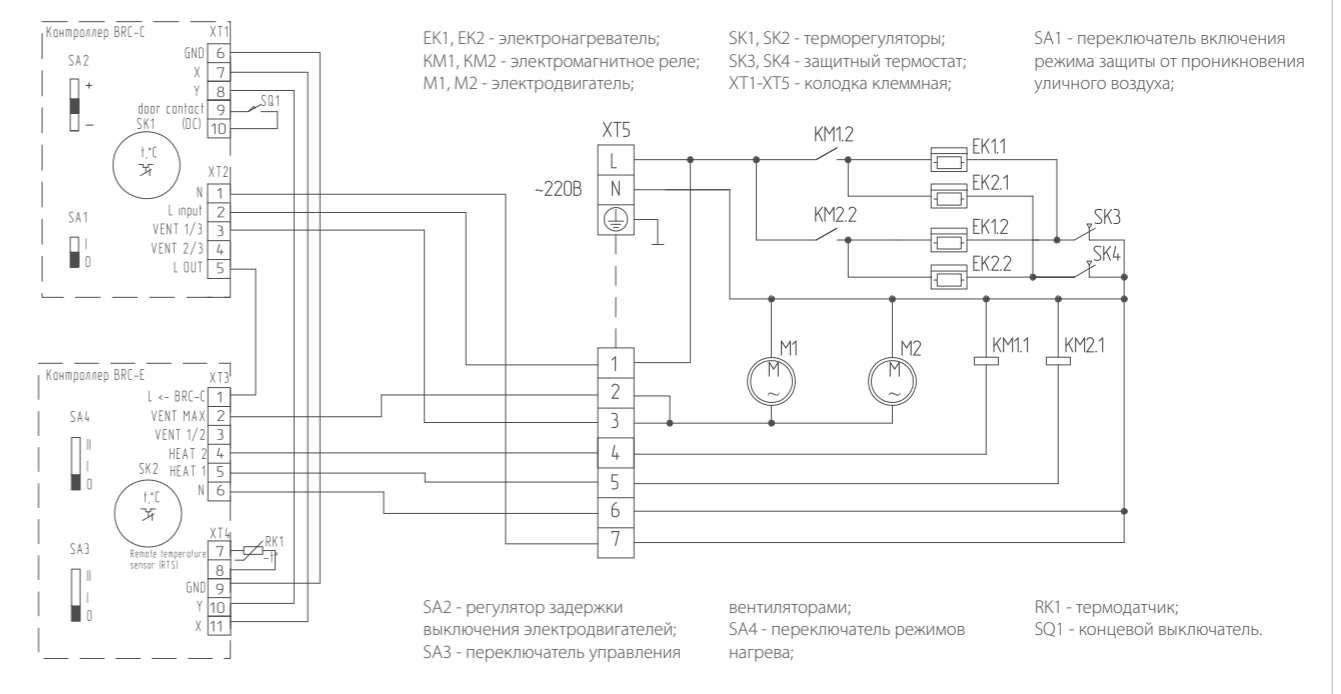 Контроллер BRC-C
XT1
SA2
+
−
GND 6
X 7
Y 8
door contact 9
(DC) 10
SQ1
SK1
t,°C
XT2
N 1
L input 2
VENT 1/3 3
VENT 2/3 4
L OUT 5
SA1
I
0
Контроллер BRC-E
XT3
L <- BRC-C 1
VENT MAX 2
VENT 1/2 3
HEAT 2 4
HEAT 1 5
N 6
SA4
II
I
0
SK2
t,°C
XT4
Remote temperature
sensor (RTS)
7
8
RK1
-t°
GND 9
Y 10
X 11
SA3
II
I
0
EK1, EK2 - электронагреватель;
KM1, KM2 - электромагнитное реле;
M1, M2 - электродвигатель;
SK1, SK2 - терморегуляторы;
SK3, SK4 - защитный термостат;
XT1-XT5 - колодка клеммная;
SA1 - переключатель включения
режима защиты от проникновения
уличного воздуха;
XT5
~220В
L
N
1
2
3
4
5
6
7
KM1.2
EK1.1
EK2.1
KM2.2
EK1.2
EK2.2
SK3
SK4
M1
M
~
M2
M
~
KM1.1
KM2.1
SA2 - регулятор задержки
выключения электродвигателей;
SA3 - переключатель управления
вентиляторами;
SA4 - переключатель режимов
нагрева;
RK1 - термодатчик;
SQ1 - концевой выключатель.